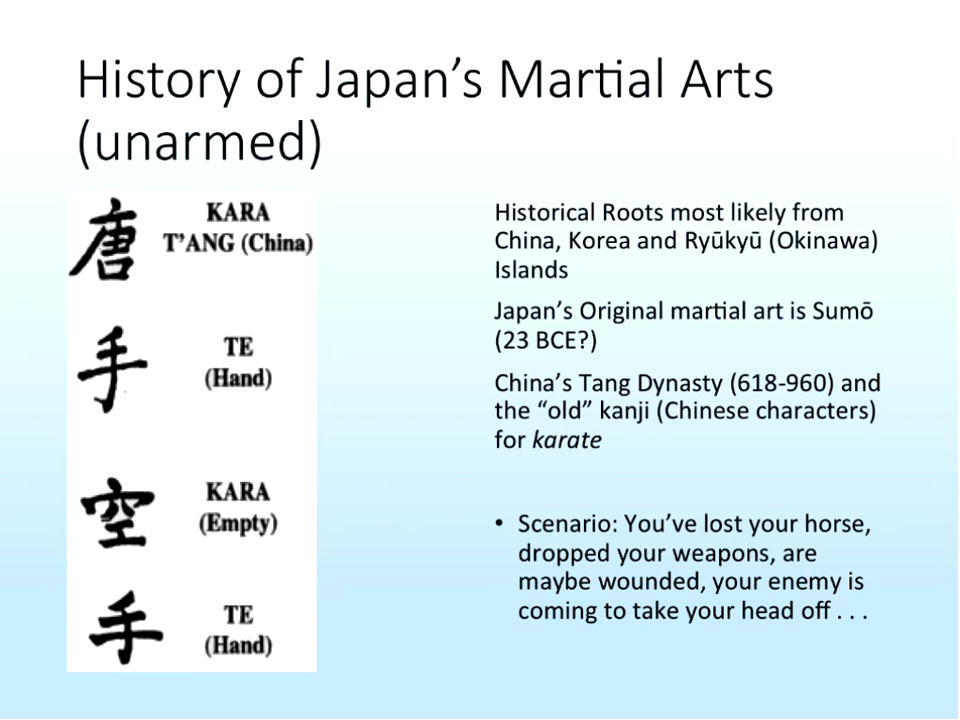 History of Japan’s Martial Arts
(unarmed)
唐 KARA
T’ANG (China)
手 TE
(Hand)
空 KARA
(Empty)
手 TE
(Hand)
Historical Roots most likely from
China, Korea and Ryūkyū (Okinawa)
Islands
Japan’s Original martial art is Sumō
(23 BCE?)
China’s Tang Dynasty (618-960) and
the “old” kanji (Chinese characters)
for karate
• Scenario: You’ve lost your horse,
dropped your weapons, are
maybe wounded, your enemy is
coming to take your head off . . .